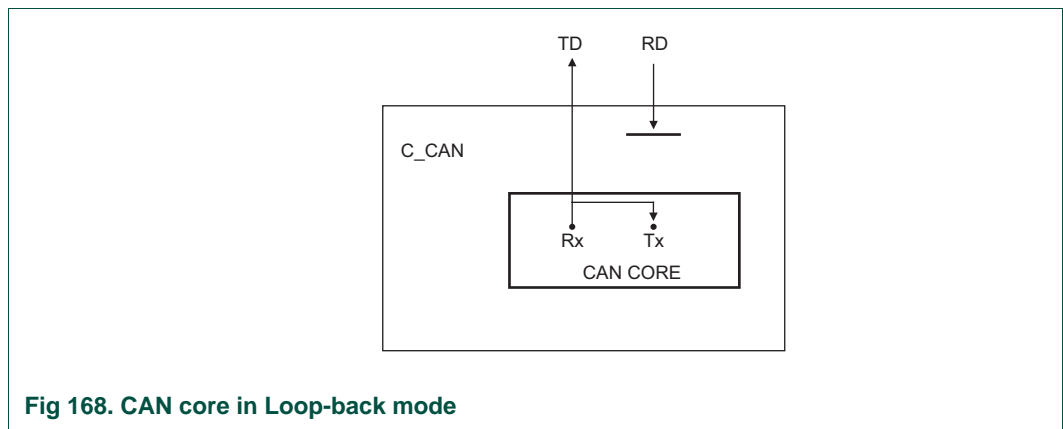 TD RD
C_CAN
Rx Tx
CAN CORE
Fig 168. CAN core in Loop-back mode